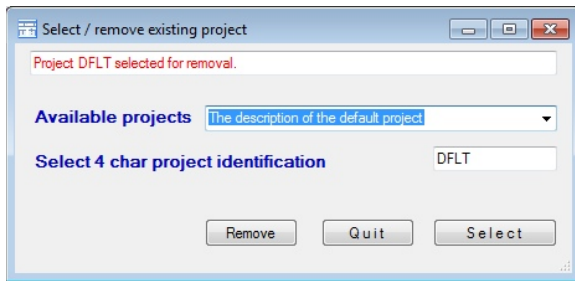 Select / remove existing project
Project DFLT selected for removal.
Available projects The description of the default project
Select 4 char project identification DFLT
Remove Quit Select